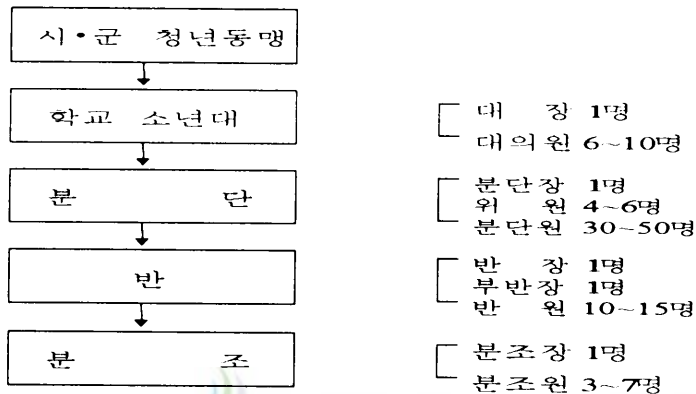 시•군 청년동맹
학교 소년대
대 장 1명
대의원 6~10명
분 단
분단장 1명
위 원 4~6명
분단원 30~50명
반
반 장 1명
부반장 1명
반 원 10~15명
분 조
분조장 1명
분조원 3~7명